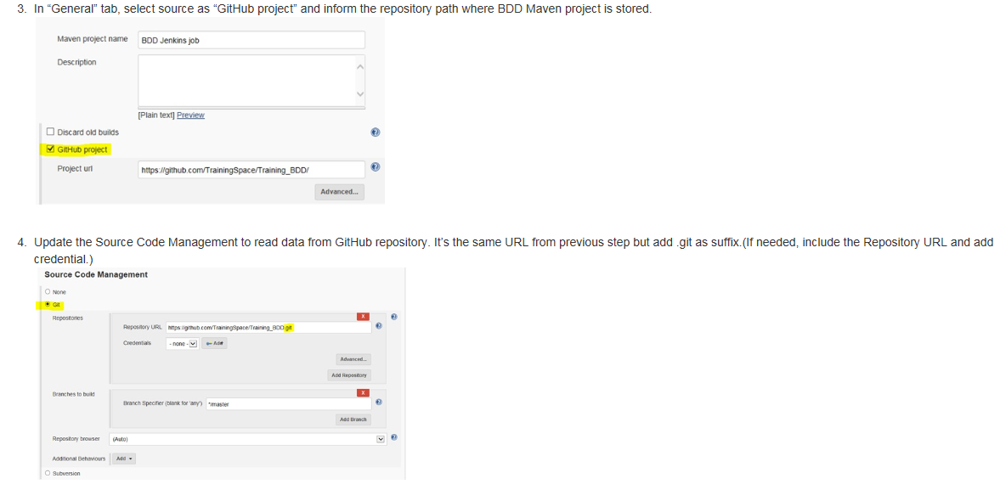 3. In “General” tab, select source as “GitHub project” and inform the repository path where BDD Maven project is stored.
Maven project name BDD Jenkins job
Description
[Plain text] Preview
Discard old builds
GitHub project
Project url https://github.com/TrainingSpace/Training_BDD/
Advanced...
4. Update the Source Code Management to read data from GitHub repository. It’s the same URL from previous step but add .git as suffix.(If needed, include the Repository URL and add
credential.)
Source Code Management
None
Git
Repositories
X
Repository URL https://github.com/TrainingSpace/Training_BDD.git
Credentials - none - Add
Advanced...
Add Repository
Branches to build
X
Branch Specifier (blank for 'any') */master
Add Branch
Repository browser (Auto)
Additional Behaviours Add
Subversion